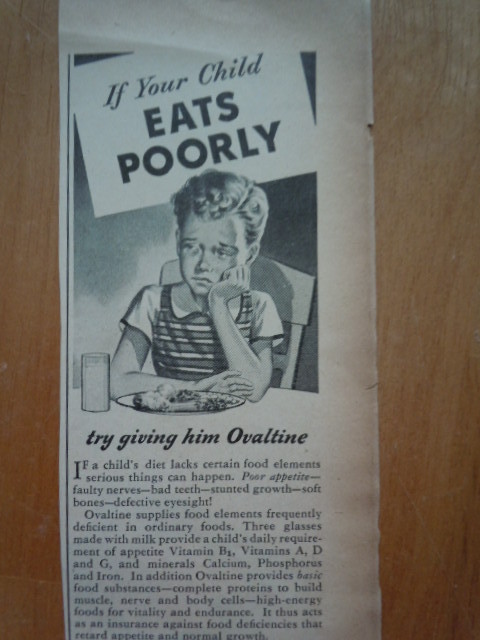 If Your Child
EATS
POORLY
try giving him Ovaltine
IF a child's diet lacks certain food elements
serious things can happen. Poor appetite—
faulty nerves—bad teeth—stunted growth—soft
bones—defective eyesight!
Ovaltine supplies food elements frequently
deficient in ordinary foods. Three glasses
made with milk provide a child's daily require-
ment of appetite Vitamin B1, Vitamins A, D
and G, and minerals Calcium, Phosphorus
and Iron. In addition Ovaltine provides basic
food substances—complete proteins to build
muscle, nerve and body cells—high-energy
foods for vitality and endurance. It thus acts
as an insurance against food deficiencies that
retard appetite and normal growth.